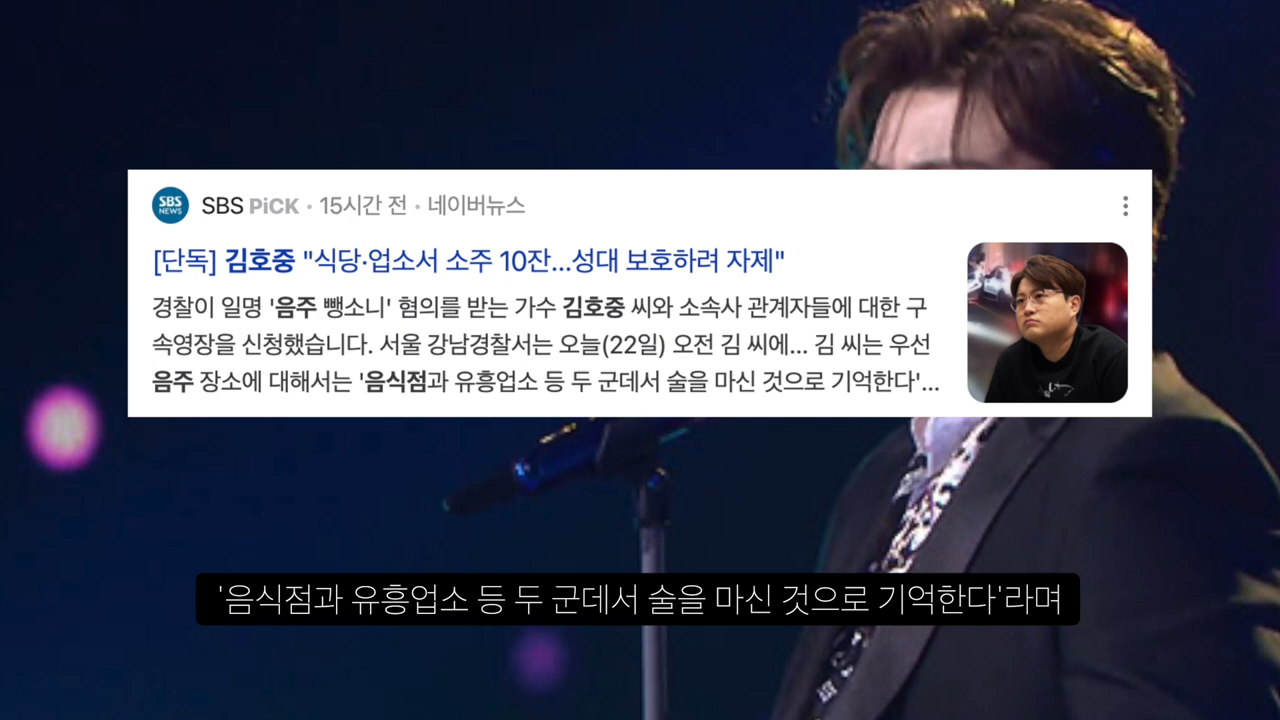 SBS NEWS
SBS PiCK · 15시간 전 · 네이버뉴스
[단독] 김호중 "식당·업소서 소주 10잔...성대 보호하려 자제"
경찰이 일명 '음주 뺑소니' 혐의를 받는 가수 김호중 씨와 소속사 관계자들에 대한 구
속영장을 신청했습니다. 서울 강남경찰서는 오늘(22일) 오전 김 씨에... 김 씨는 우선
음주 장소에 대해서는 '음식점과 유흥업소 등 두 군데서 술을 마신 것으로 기억한다'...
'음식점과 유흥업소 등 두 군데서 술을 마신 것으로 기억한다'라며